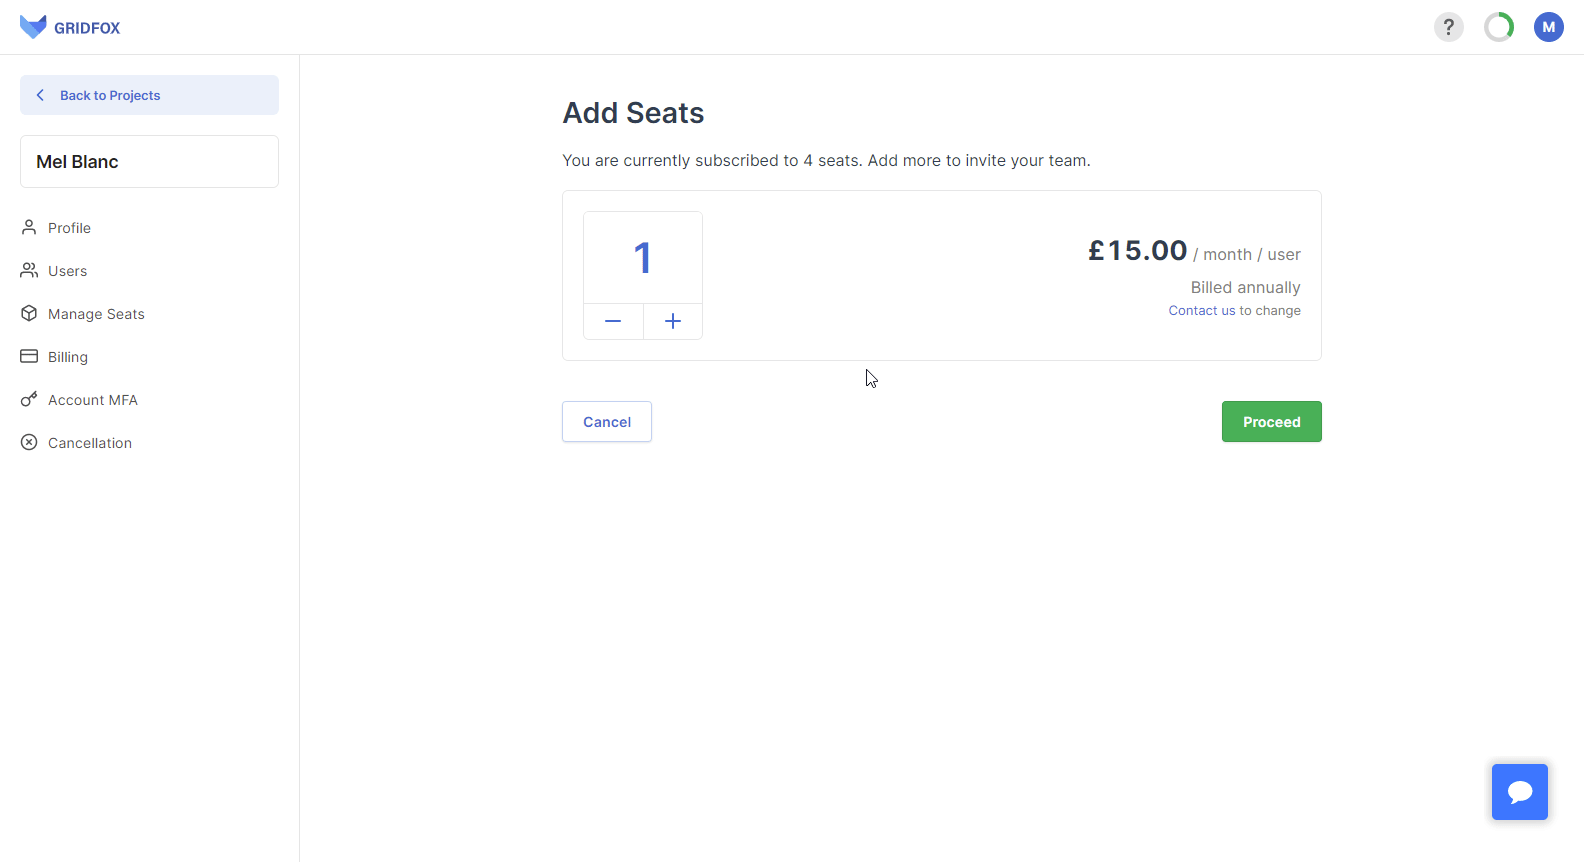 GRIDFOX
?
M
Back to Projects
Mel Blanc
Profile
Users
Manage Seats
Billing
Account MFA
Cancellation
Add Seats
You are currently subscribed to 4 seats. Add more to invite your team.
1
£15.00 / month / user
Billed annually
Contact us to change
Cancel
Proceed